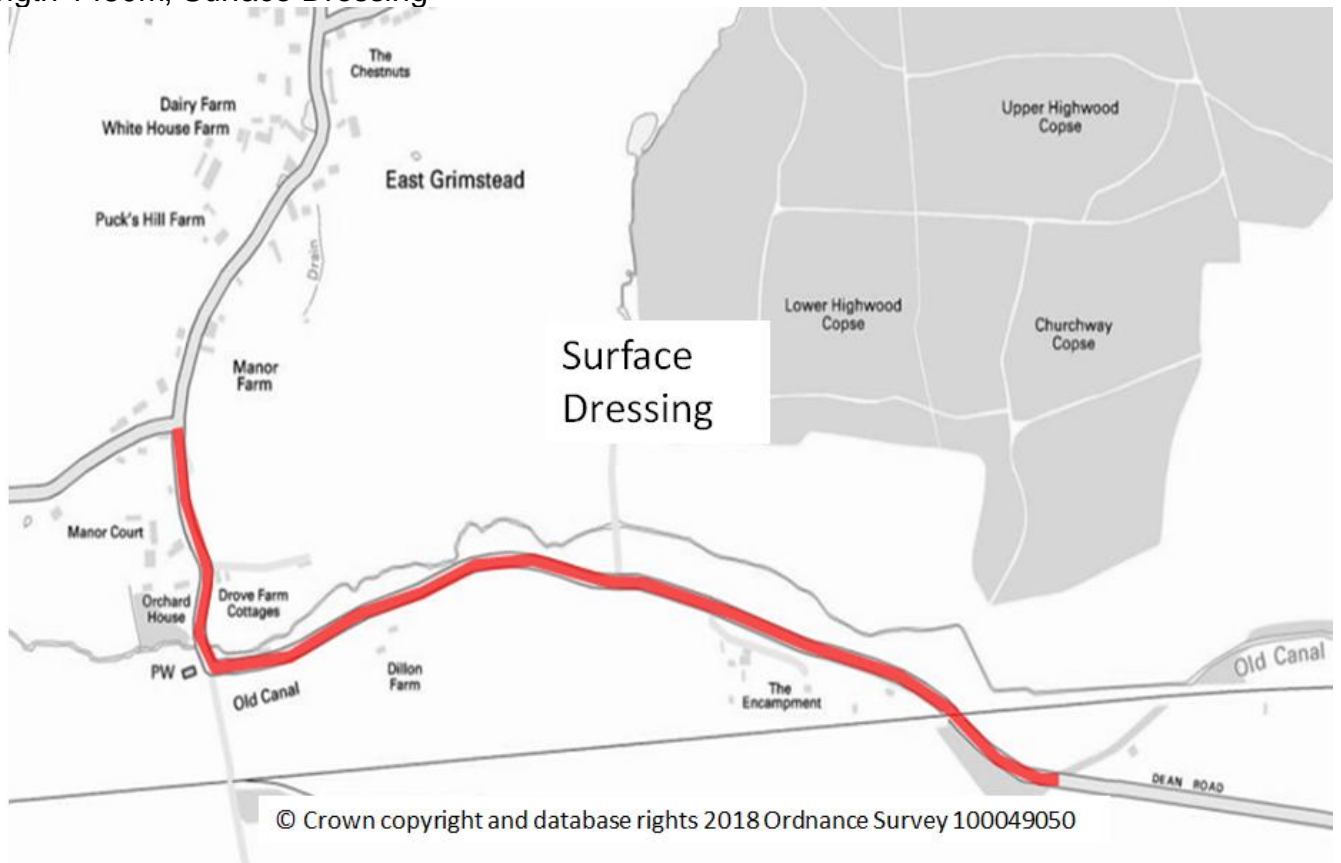 The
Chestnuts
Dairy Farm
White House Farm
Upper Highwood
Copse
East Grimstead
Puck's Hill Farm
Drain
Lower Highwood
Copse
Churchway
Copse
Surface
Dressing
Manor
Farm
Manor Court
Orchard
House
Drove Farm
Cottages
PW
Old Canal
Dillon
Farm
The
Encampment
Old Canal
DEAN ROAD
© Crown copyright and database rights 2018 Ordnance Survey 100049050